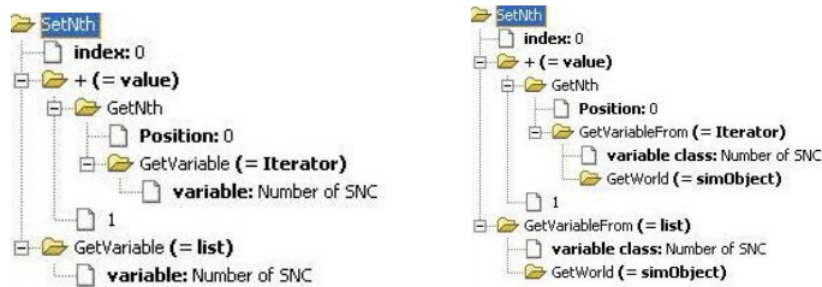 SetNth
index: 0
+ (= value)
GetNth
Position: 0
GetVariable (= Iterator)
variable: Number of SNC
1
GetVariable (= list)
variable: Number of SNC
SetNth
index: 0
+ (= value)
GetNth
Position: 0
GetVariableFrom (= Iterator)
variable class: Number of SNC
GetWorld (= simObject)
1
GetVariableFrom (= list)
variable class: Number of SNC
GetWorld (= simObject)